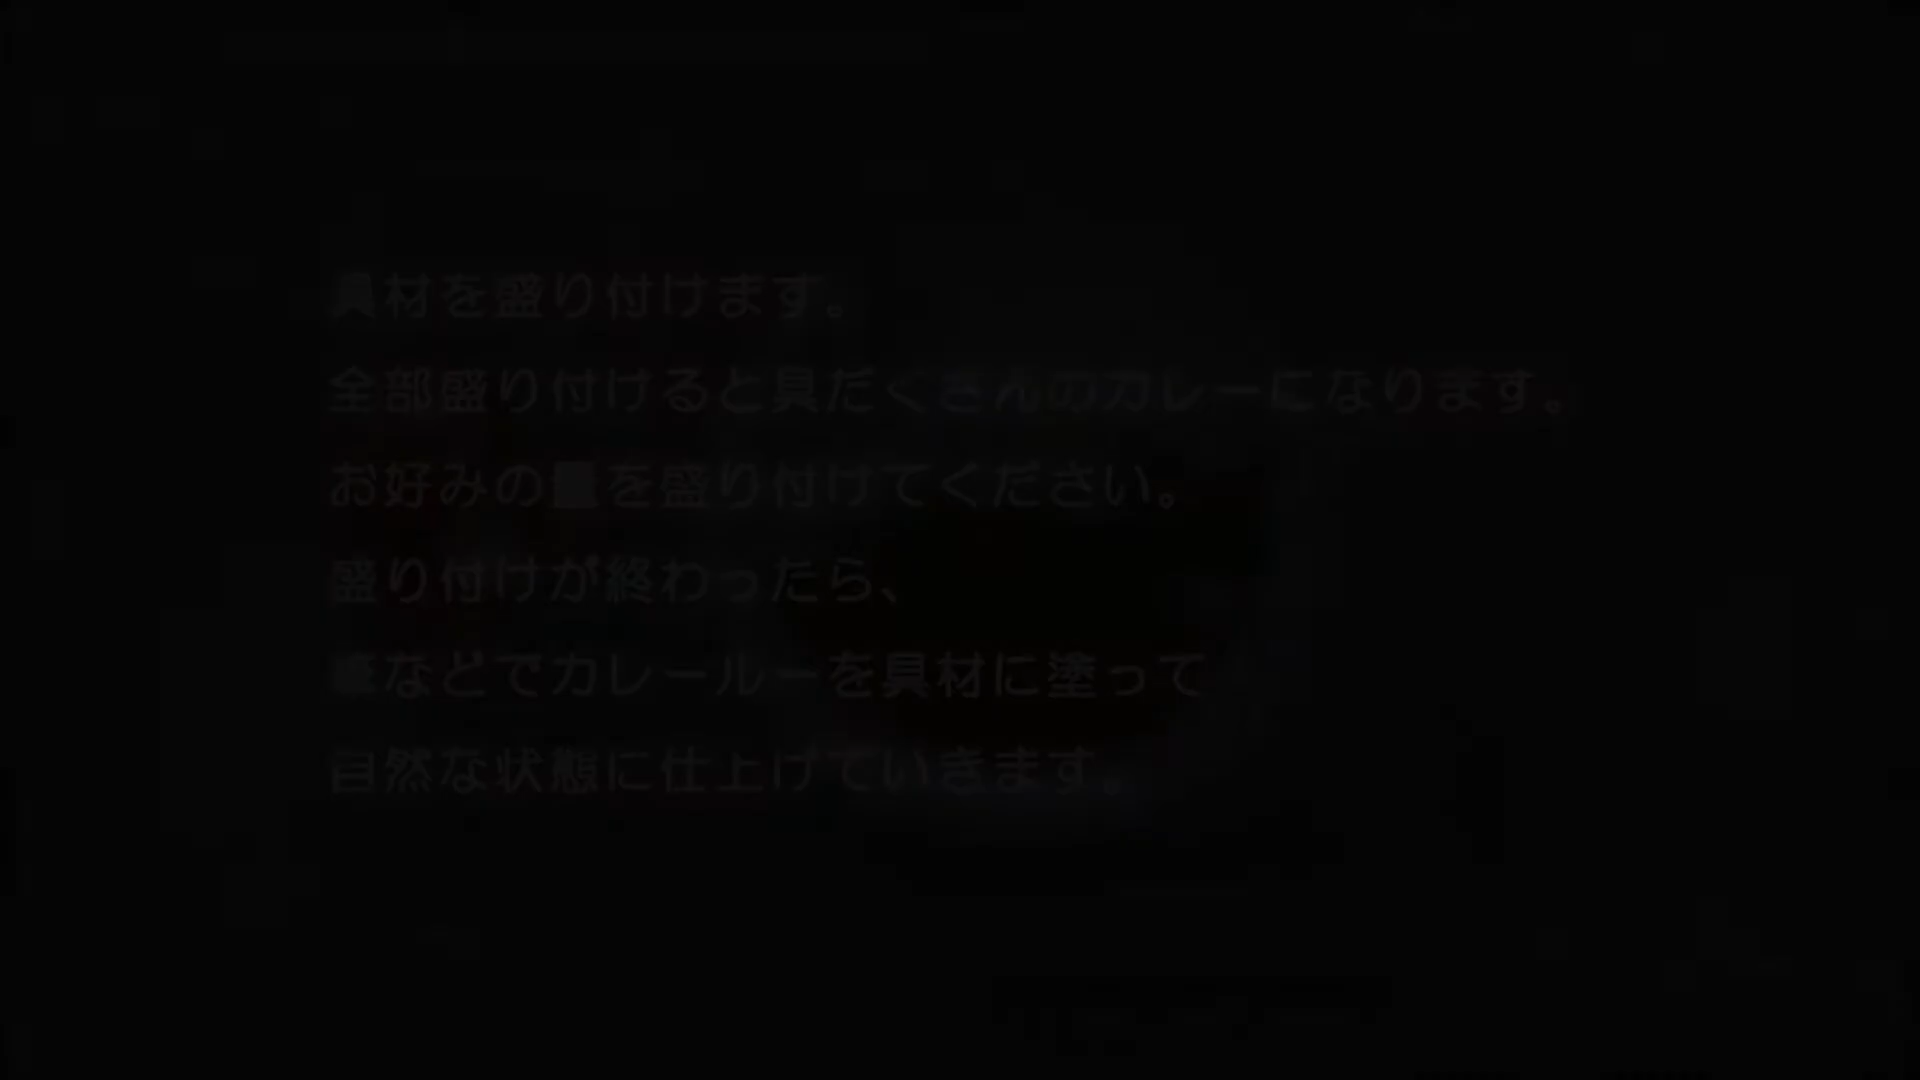 具材を盛り付けます。
全部盛り付けると具だくさんのカレーになります。
お好みの量を盛り付けてください。
盛り付けが終わったら、
筆などでカレールーを具材に塗って
自然な状態に仕上げていきます。